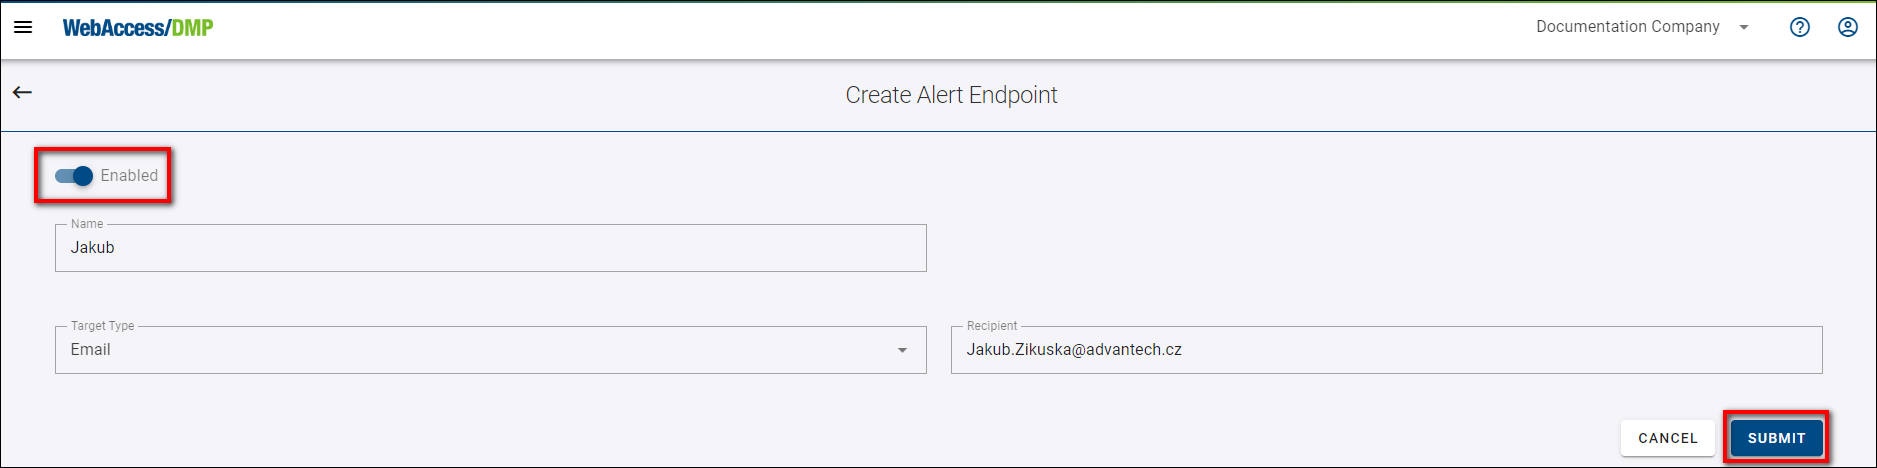 WebAccess/DMP
Documentation Company
Create Alert Endpoint
Enabled
Name
Jakub
Target Type
Email
Recipient
Jakub.Zikuska@advantech.cz
CANCEL
SUBMIT